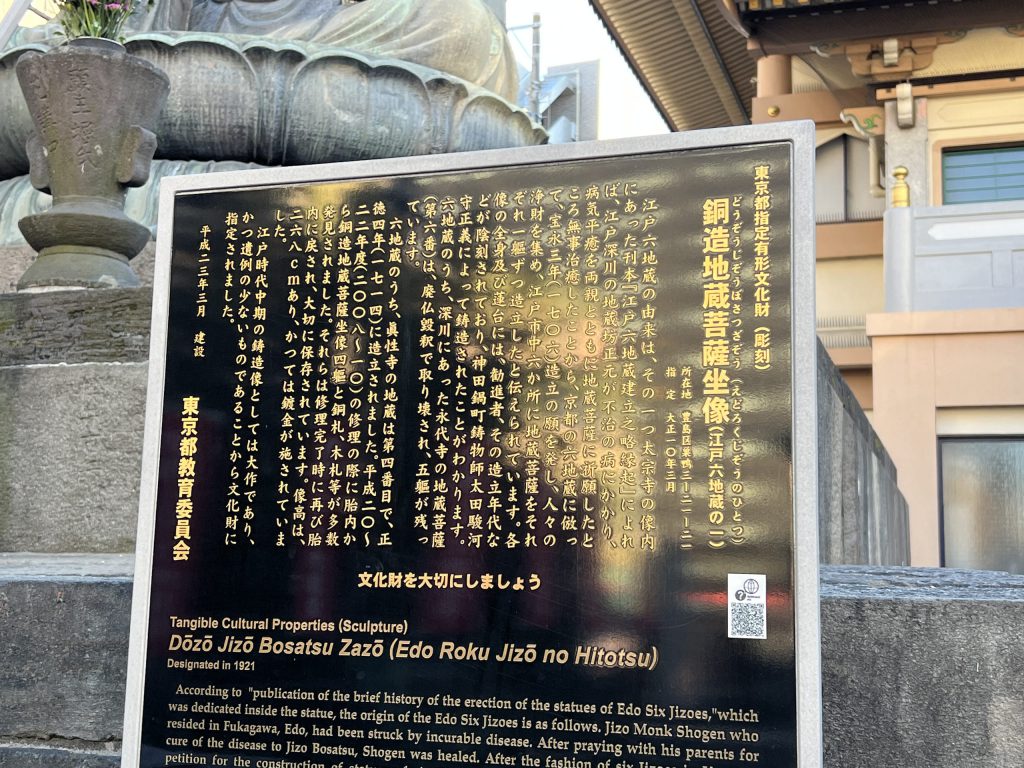 東京都指定有形文化財（彫刻）
どうぞうじぞうぼさつざぞう（えどろくじぞうのひとつ）
銅造地蔵菩薩坐像（江戸六地蔵の一）
所在地　豊島区巣鴨三－二一－二一
指　定　大正一〇年三月
江戸六地蔵の由来は、その一つ太宗寺の像内
にあった刊本『江戸六地蔵建立之略縁起』によれ
ば、江戸深川の地蔵坊正元が不治の病にかかり、
病気平癒を両親とともに地蔵菩薩に祈願したと
ころ無事治癒したことから、京都の六地蔵に倣っ
て、宝永三年（一七〇六）造立の願を発し、人々の
浄財を集め、江戸市中六か所に地蔵菩薩をそれ
ぞれ一軀ずつ造立したと伝えられています。各
像の全身及び蓮台には、勧進者、その造立年代な
どが陰刻されており、神田鍋町鋳物師太田駿河
守正義によって鋳造されたことがわかります。
六地蔵のうち、深川にあった永代寺の地蔵菩薩
（第六番）は、廃仏毀釈で取り壊され、五軀が残っ
ています。
六地蔵のうち、眞性寺の地蔵は第四番目で、正
徳四年（一七一四）に造立されました。平成二〇～
二二年度（二〇〇八～一〇）の修理の際に胎内か
ら銅造地蔵菩薩坐像四軀と銅札、木札等が多数
発見されました。それらは修理完了時に再び胎
内に戻され、大切に保存されています。像高は、
二六八ｃｍあり、かつては鍍金が施されていま
した。
江戸時代中期の鋳造像としては大作であり、
かつ遺例の少ないものであることから文化財に
指定されました。
平成二三年三月　建設
東京都教育委員会
文化財を大切にしましょう
Tangible Cultural Properties (Sculpture)
Dōzō Jizō Bosatsu Zazō (Edo Roku Jizō no Hitotsu)
Designated in 1921
According to "publication of the brief history of the erection of the statues of Edo Six Jizoes,"which
was dedicated inside the statue, the origin of the Edo Six Jizoes is as follows. Jizo Monk Shogen who
resided in Fukagawa, Edo, had been struck by incurable disease. After praying with his parents for
cure of the disease to Jizo Bosatsu, Shogen was healed. After the fashion of six Jizoes in
petition for the construction of